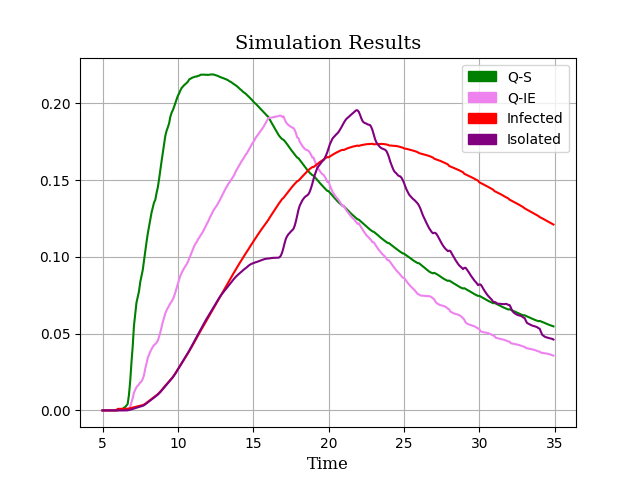 Simulation Results
Q-S
Q-IE
Infected
Isolated
0.20
0.15
0.10
0.05
0.00
5 10 15 20 25 30 35
Time